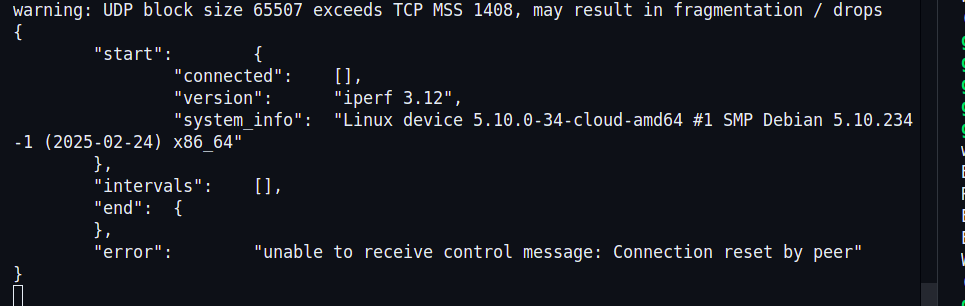 warning: UDP block size 65507 exceeds TCP MSS 1408, may result in fragmentation / drops
{
        "start":        {
                "connected":    [],
                "version":      "iperf 3.12",
                "system_info":  "Linux device 5.10.0-34-cloud-amd64 #1 SMP Debian 5.10.234
-1 (2025-02-24) x86_64"
        },
        "intervals":    [],
        "end":  {
        },
        "error":        "unable to receive control message: Connection reset by peer"
}